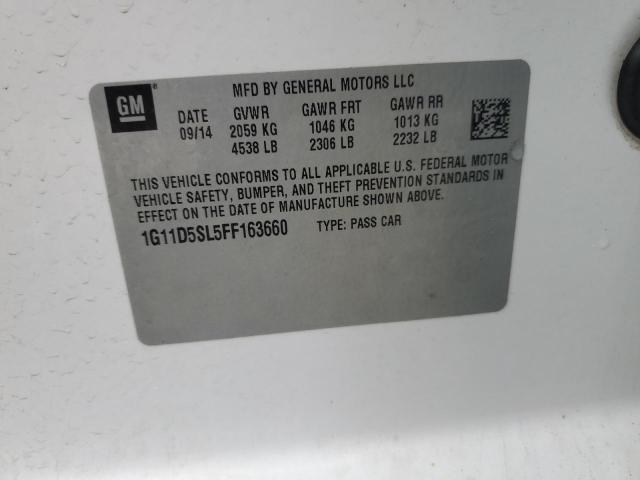 GM
®
MFD BY GENERAL MOTORS LLC
DATE GVWR GAWR FRT GAWR RR
09/14 2059 KG 1046 KG 1013 KG
4538 LB 2306 LB 2232 LB
THIS VEHICLE CONFORMS TO ALL APPLICABLE U.S. FEDERAL MOTOR
VEHICLE SAFETY, BUMPER, AND THEFT PREVENTION STANDARDS IN
EFFECT ON THE DATE OF MANUFACTURE SHOWN ABOVE.
1G11D5SL5FF163660 TYPE: PASS CAR